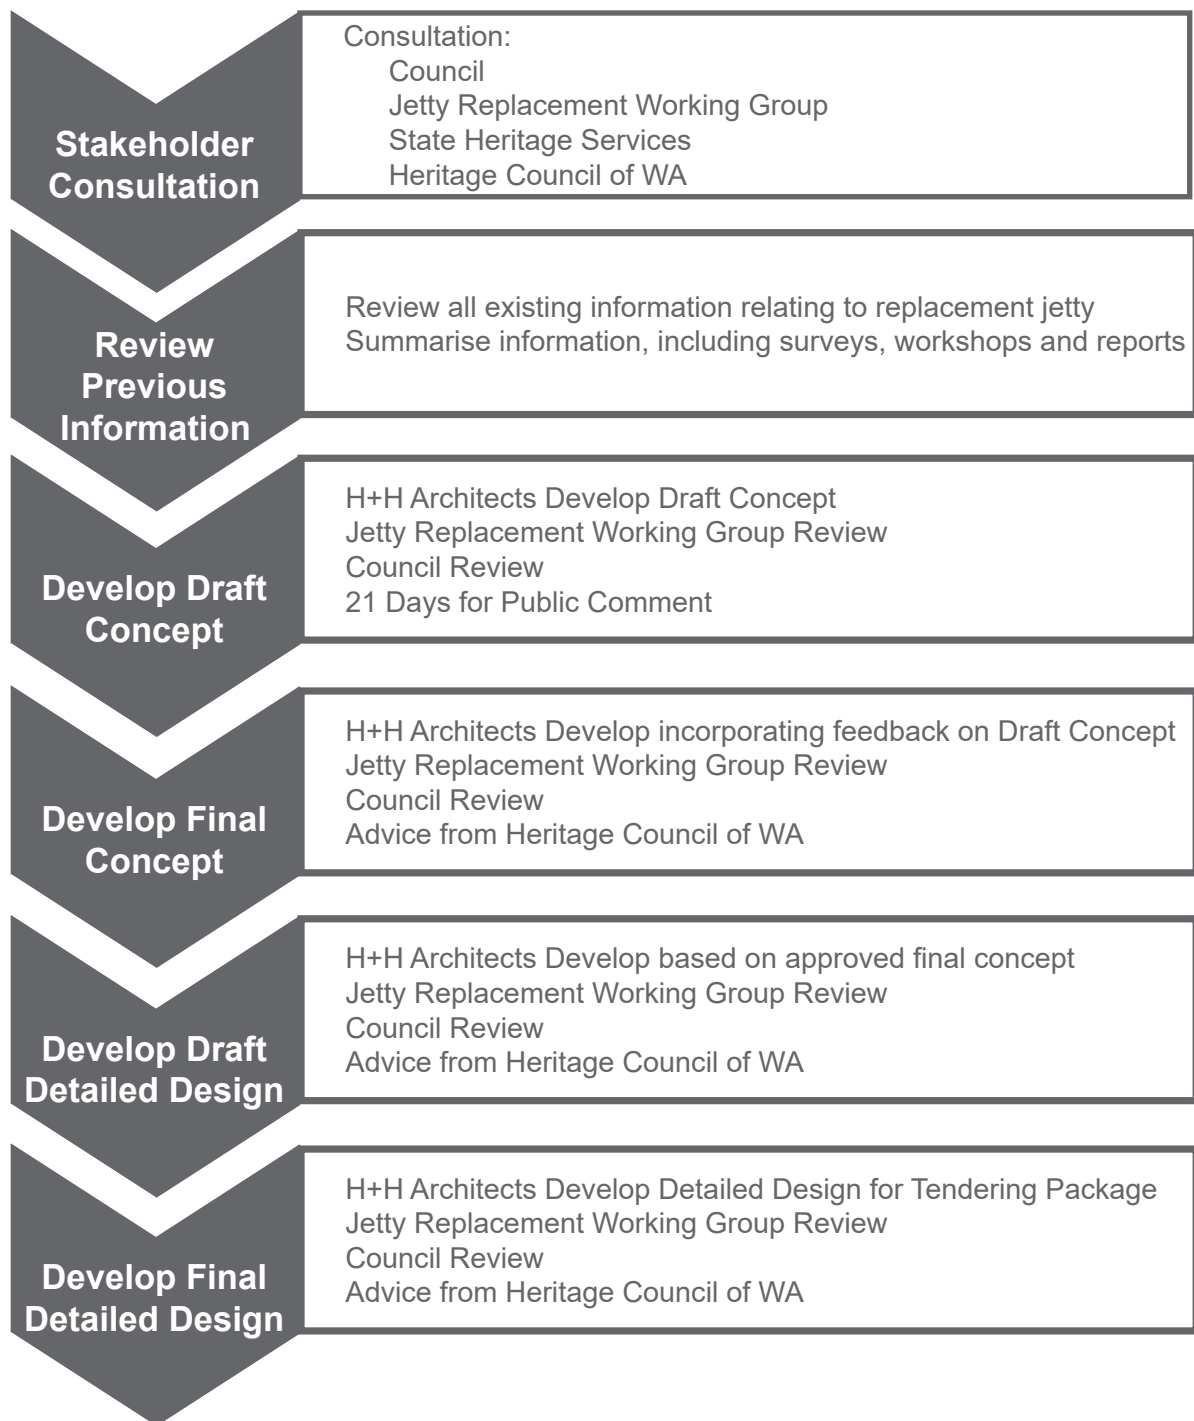 Stakeholder
Consultation
Consultation:
Council
Jetty Replacement Working Group
State Heritage Services
Heritage Council of WA
Review
Previous
Information
Review all existing information relating to replacement jetty
Summarise information, including surveys, workshops and reports
Develop Draft
Concept
H+H Architects Develop Draft Concept
Jetty Replacement Working Group Review
Council Review
21 Days for Public Comment
Develop Final
Concept
H+H Architects Develop incorporating feedback on Draft Concept
Jetty Replacement Working Group Review
Council Review
Advice from Heritage Council of WA
Develop Draft
Detailed Design
H+H Architects Develop based on approved final concept
Jetty Replacement Working Group Review
Council Review
Advice from Heritage Council of WA
Develop Final
Detailed Design
H+H Architects Develop Detailed Design for Tendering Package
Jetty Replacement Working Group Review
Council Review
Advice from Heritage Council of WA